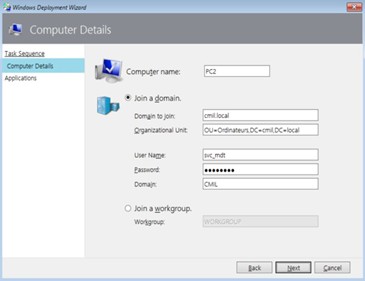 Windows Deployment Wizard
Computer Details
Task Sequence
Computer Details
Applications
Computer name: PC2
Join a domain.
Domain to join: cmil.local
Organizational Unit: OU=Ordinateurs,DC=cmil,DC=local
User Name: svc_mdt
Password: ●●●●●●●●
Domain: CMIL
Join a workgroup.
Workgroup: WORKGROUP
Back Next Cancel